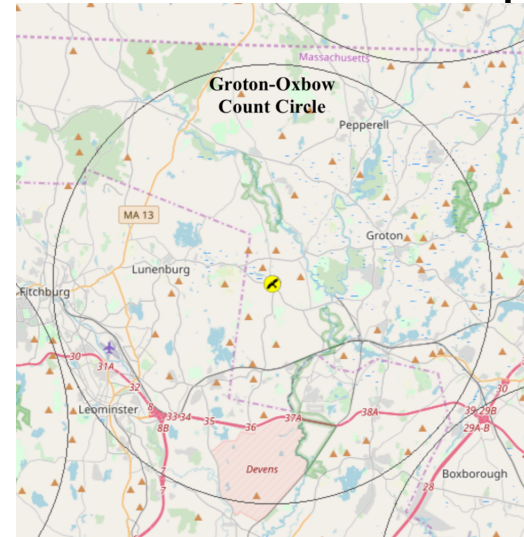 Massachusetts
Groton-Oxbow
Count Circle
Pepperell
MA 13
Groton
Lunenburg
Fitchburg
30
31A
32
30
Leominster
8
33-34
8B
35
36
37A
38A
39
29B
29A-B
Devens
Boxborough
28
7
7